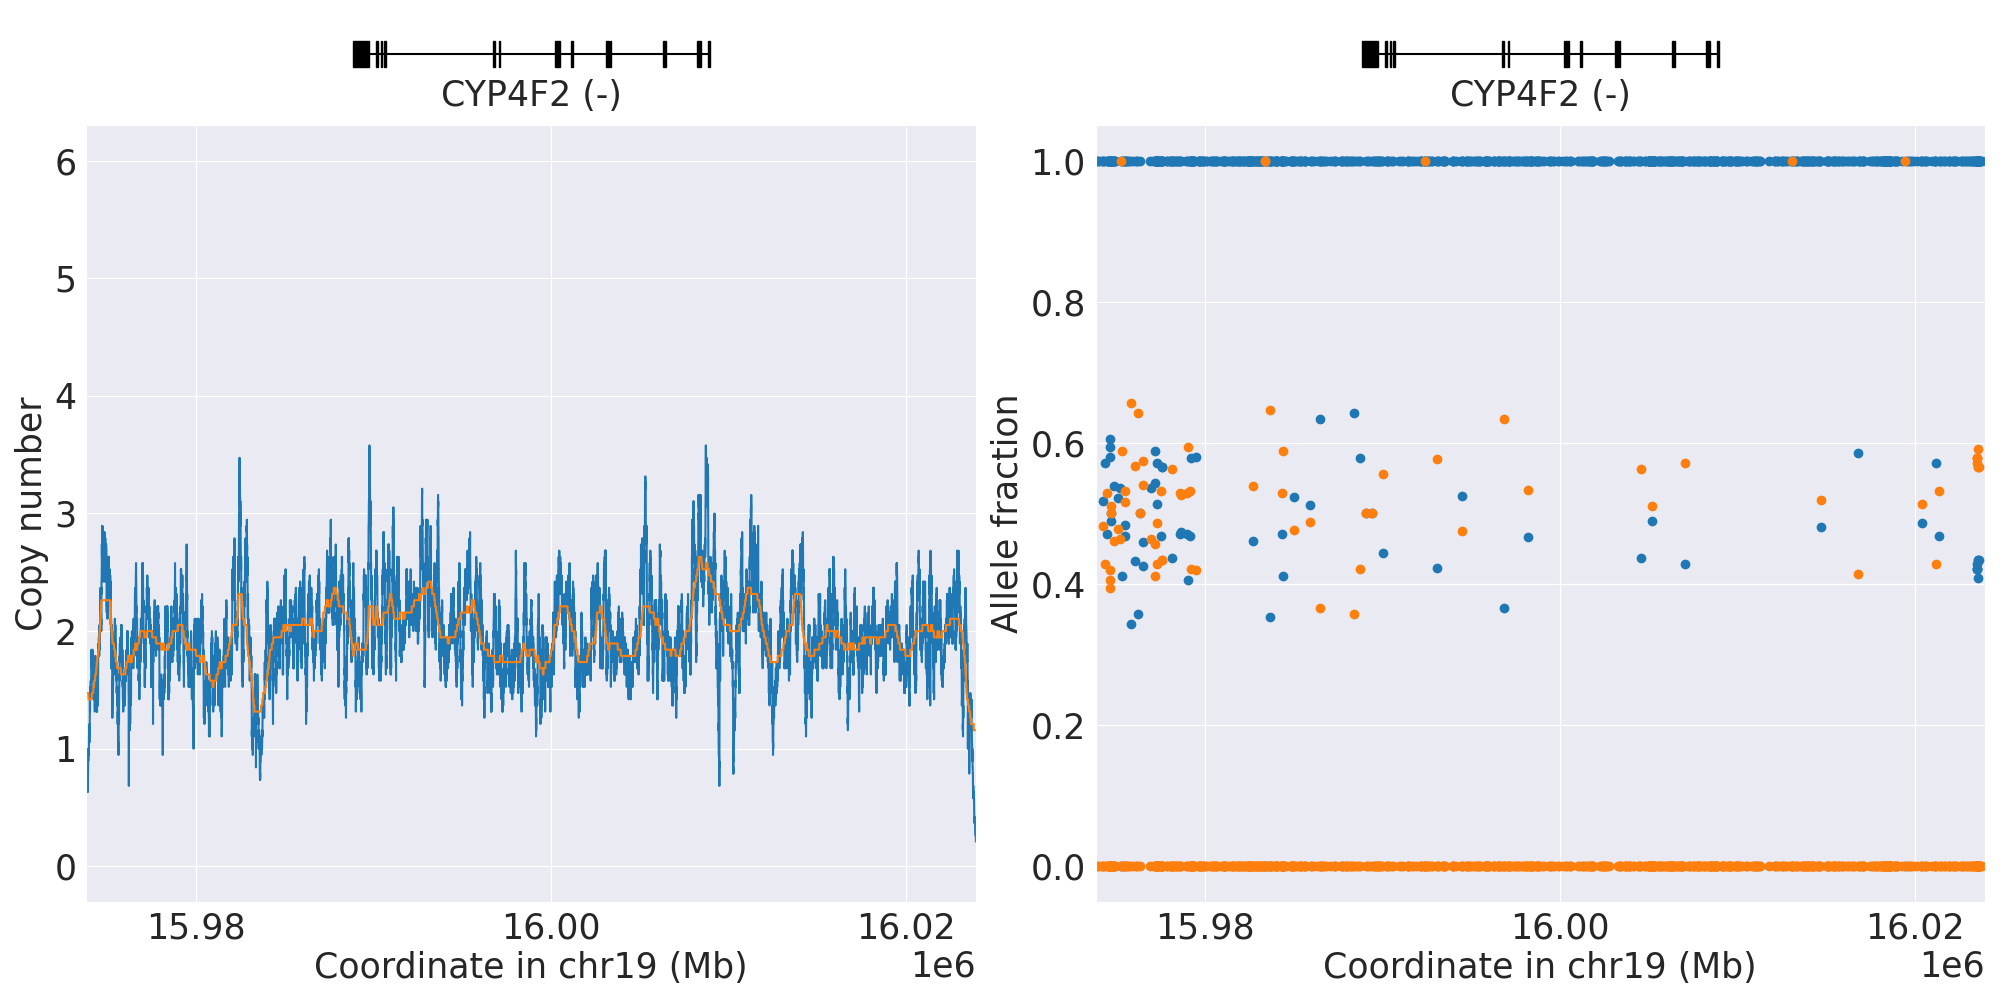 CYP4F2 (-)
6
5
4
3
2
1
0
Copy number
15.98
16.00
16.02
Coordinate in chr19 (Mb)
1e6
CYP4F2 (-)
1.0
0.8
0.6
0.4
0.2
0.0
Allele fraction
15.98
16.00
16.02
Coordinate in chr19 (Mb)
1e6